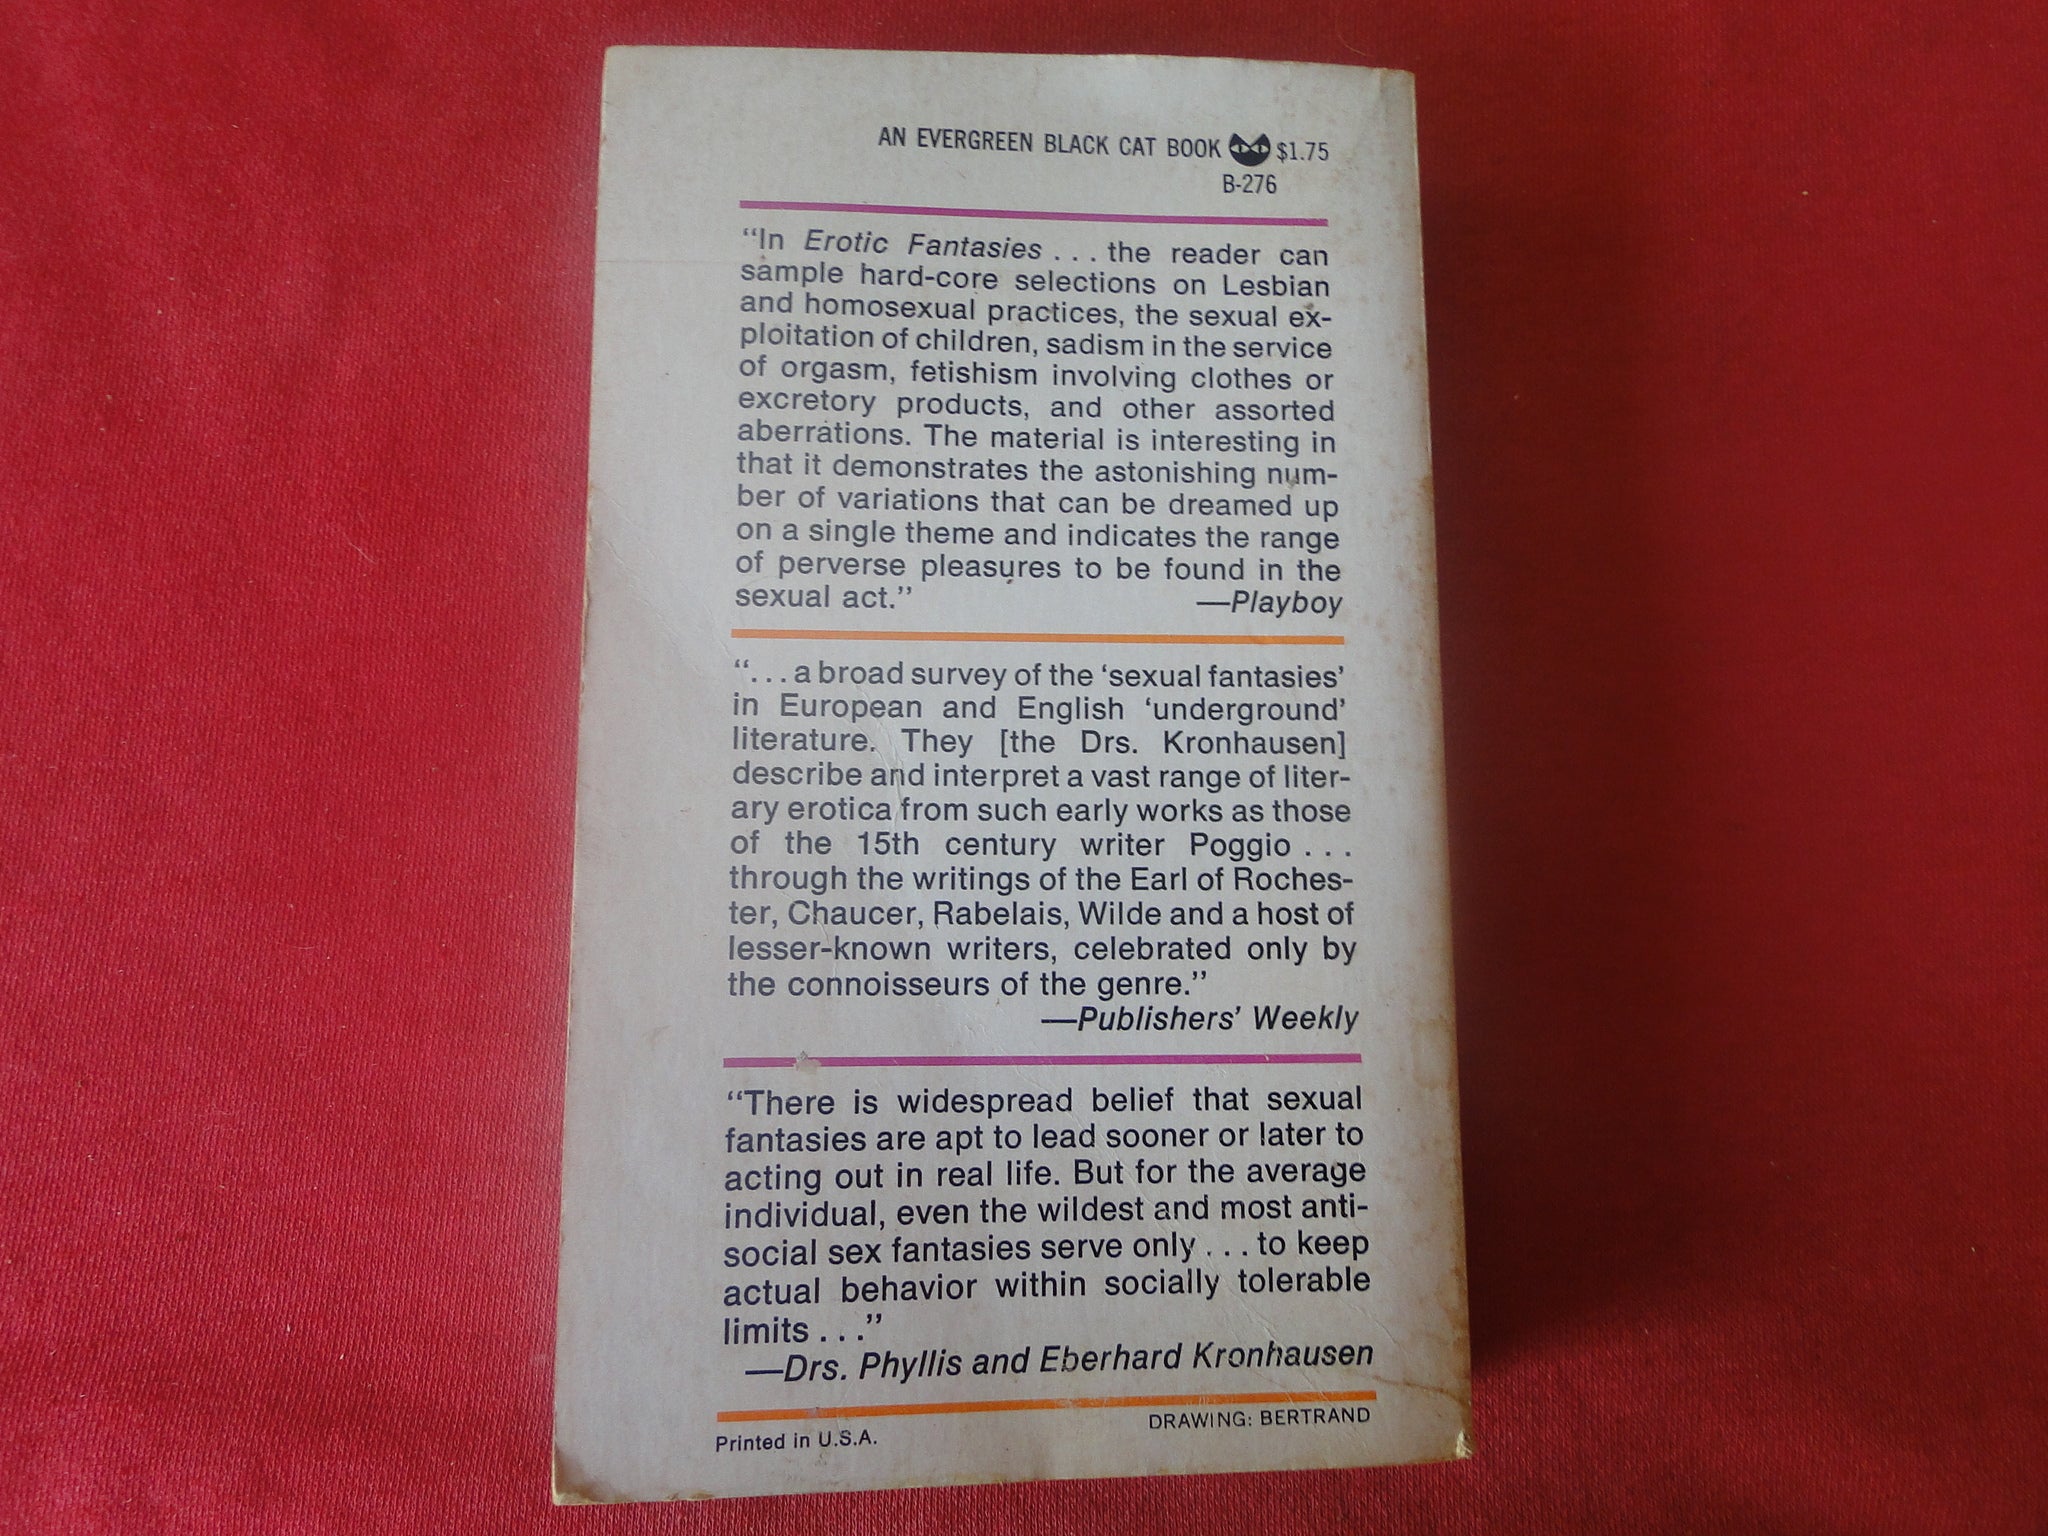 AN EVERGREEN BLACK CAT BOOK $1.75
B-276
“In Erotic Fantasies . . . the reader can
sample hard-core selections on Lesbian
and homosexual practices, the sexual ex-
ploitation of children, sadism in the service
of orgasm, fetishism involving clothes or
excretory products, and other assorted
aberrations. The material is interesting in
that it demonstrates the astonishing num-
ber of variations that can be dreamed up
on a single theme and indicates the range
of perverse pleasures to be found in the
sexual act.” —Playboy
“. . . a broad survey of the ‘sexual fantasies’
in European and English ‘underground’
literature. They [the Drs. Kronhausen]
describe and interpret a vast range of liter-
ary erotica from such early works as those
of the 15th century writer Poggio . . .
through the writings of the Earl of Roches-
ter, Chaucer, Rabelais, Wilde and a host of
lesser-known writers, celebrated only by
the connoisseurs of the genre.”
—Publishers’ Weekly
“There is widespread belief that sexual
fantasies are apt to lead sooner or later to
acting out in real life. But for the average
individual, even the wildest and most anti-
social sex fantasies serve only . . . to keep
actual behavior within socially tolerable
limits . . .”
—Drs. Phyllis and Eberhard Kronhausen
DRAWING: BERTRAND
Printed in U.S.A.